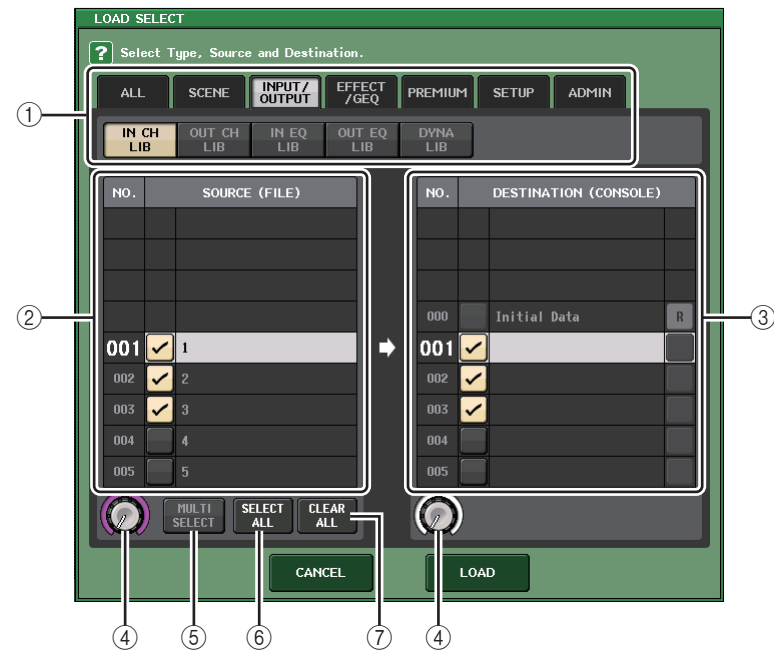 LOAD SELECT
? Select Type, Source and Destination.
ALL SCENE INPUT/OUTPUT EFFECT/GEQ PREMIUM SETUP ADMIN
①
IN CH LIB OUT CH LIB IN EQ LIB OUT EQ LIB DYNA LIB
NO. SOURCE (FILE) NO. DESTINATION (CONSOLE)
② 000 Initial Data R ③
001 1 001
002 2 002
003 3 003
004 4 004
005 5 005
MULTI SELECT SELECT ALL CLEAR ALL
CANCEL LOAD
④ ⑤ ⑥ ⑦ ④